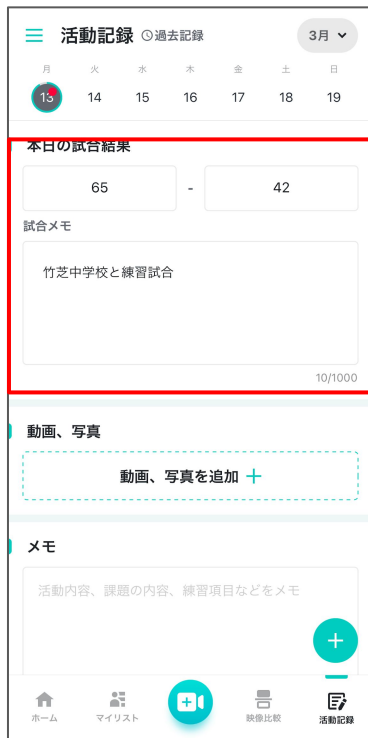 活動記録 過去記録 3月
月 火 水 木 金 土 日
13 14 15 16 17 18 19
本日の試合結果
65 - 42
試合メモ
竹芝中学校と練習試合
10/1000
動画、写真
動画、写真を追加
メモ
活動内容、課題の内容、練習項目などをメモ
ホーム マイリスト 映像比較 活動記録